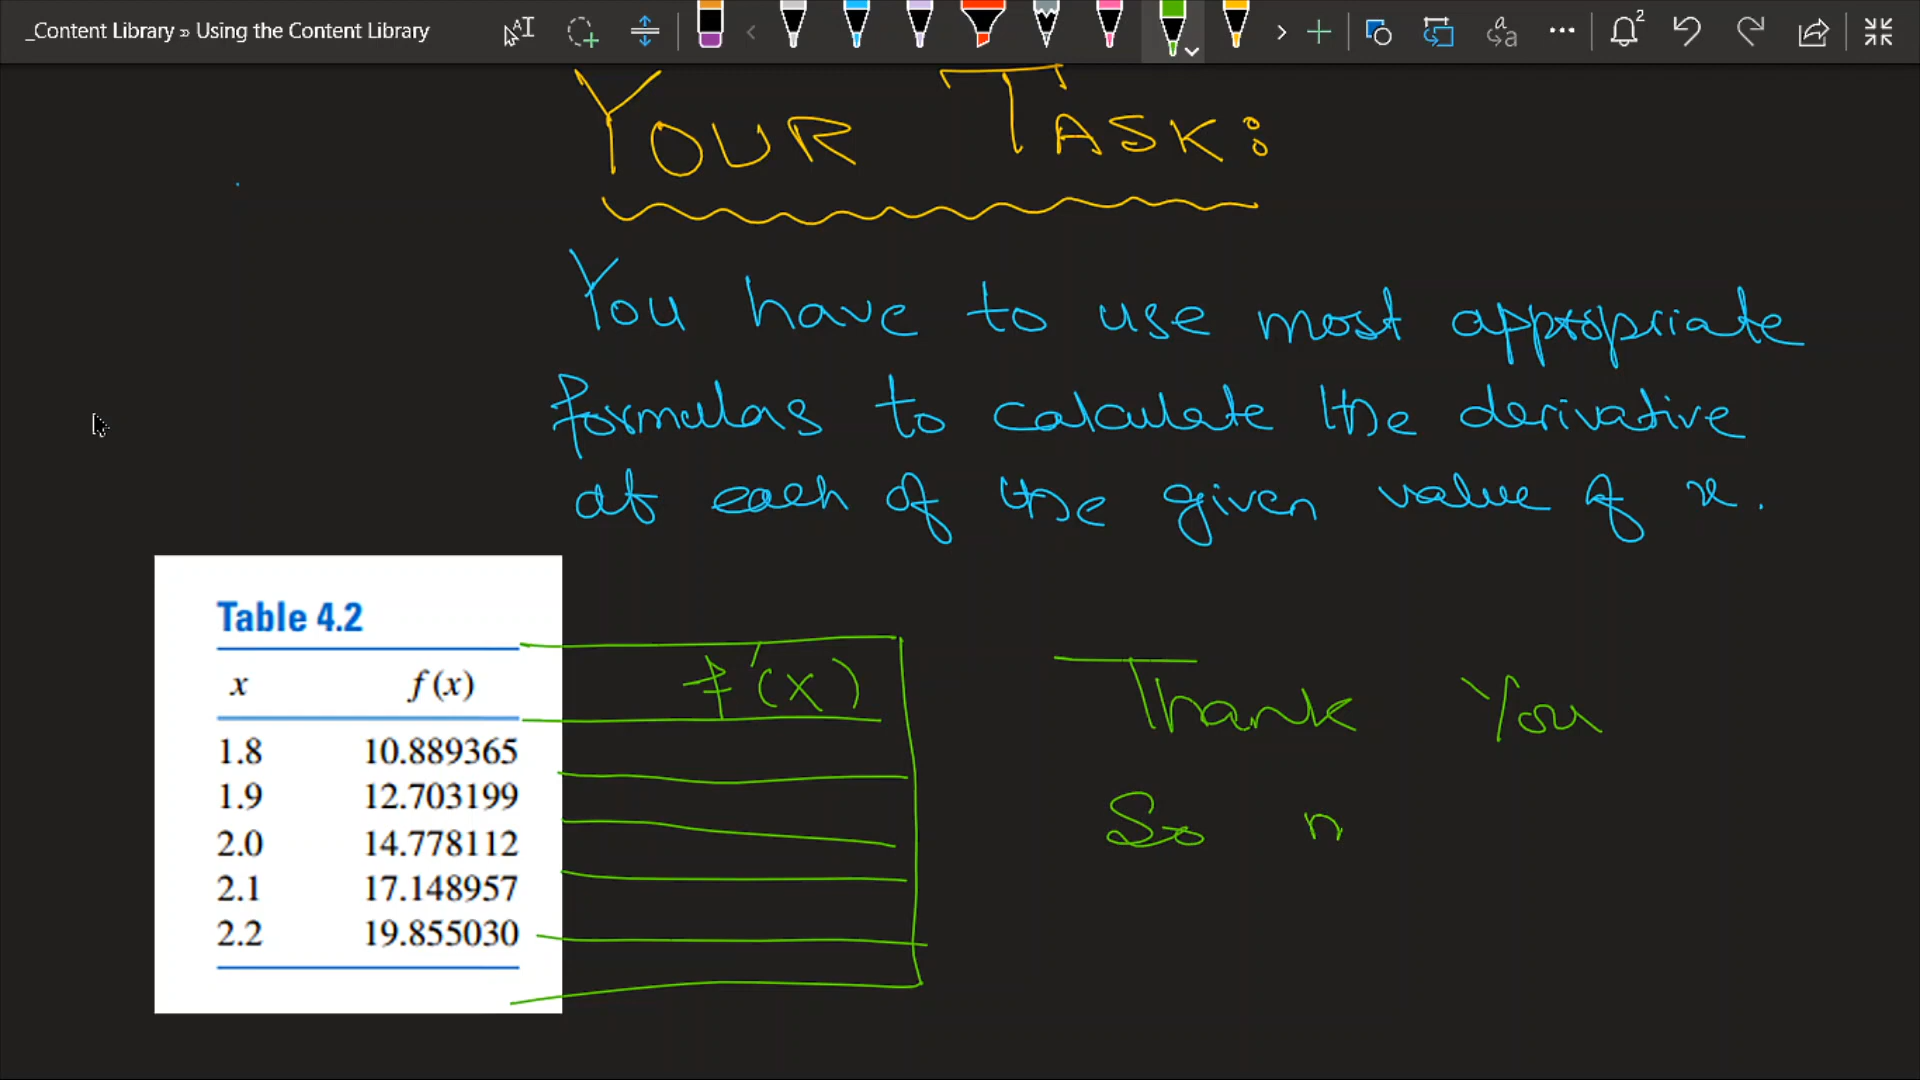 _Content Library » Using the Content Library
YOUR TASK:
You have to use most appropriate
formulas to calculate the derivative
at each of the given value of x.
Table 4.2
x f(x) f'(x)
1.8 10.889365
1.9 12.703199
2.0 14.778112
2.1 17.148957
2.2 19.855030
Thank You
So n